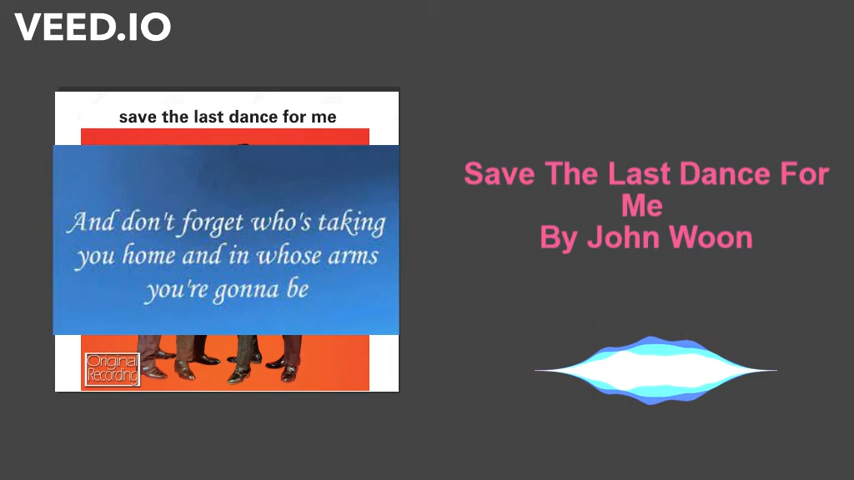 VEED.IO
save the last dance for me
And don't forget who's taking
you home and in whose arms
you're gonna be
Original
Recording
Save The Last Dance For
Me
By John Woon